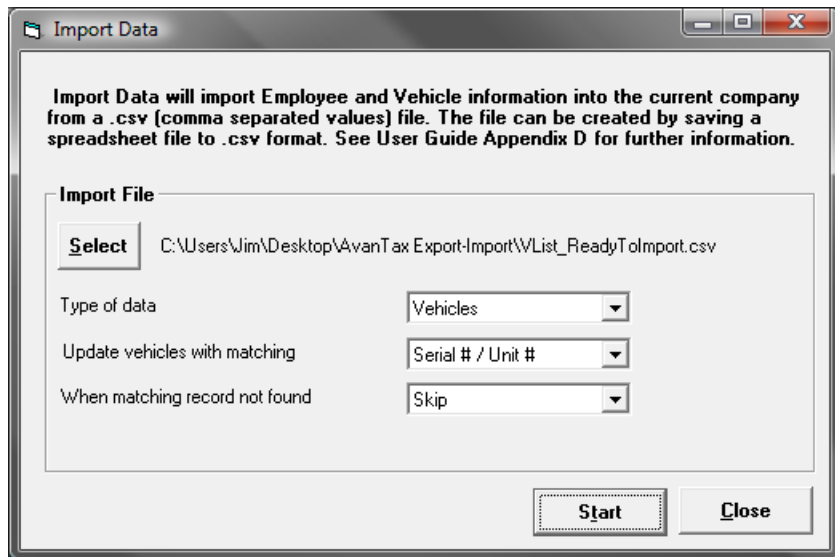 Import Data
Import Data will import Employee and Vehicle information into the current company
from a .csv (comma separated values) file. The file can be created by saving a
spreadsheet file to .csv format. See User Guide Appendix D for further information.
Import File
Select C:\Users\Jim\Desktop\AvanTax Export-Import\VList_ReadyToImport.csv
Type of data Vehicles
Update vehicles with matching Serial # / Unit #
When matching record not found Skip
Start Close